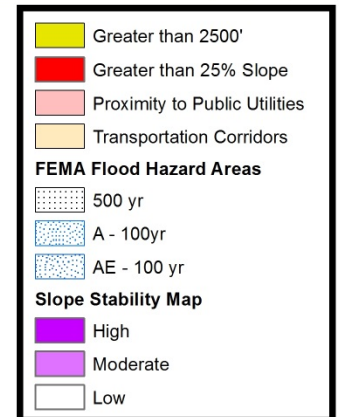 Greater than 2500'
Greater than 25% Slope
Proximity to Public Utilities
Transportation Corridors
FEMA Flood Hazard Areas
500 yr
A - 100yr
AE - 100 yr
Slope Stability Map
High
Moderate
Low